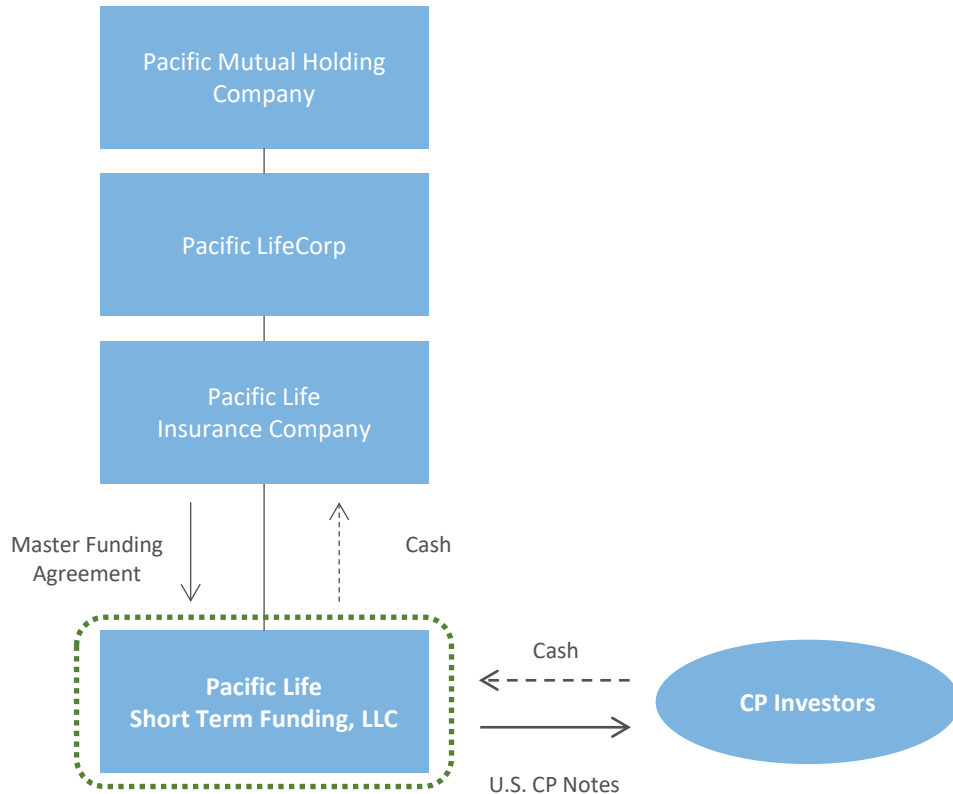 Pacific Mutual Holding
Company
Pacific LifeCorp
Pacific Life
Insurance Company
Master Funding
Agreement
Cash
Pacific Life
Short Term Funding, LLC
Cash
U.S. CP Notes
CP Investors